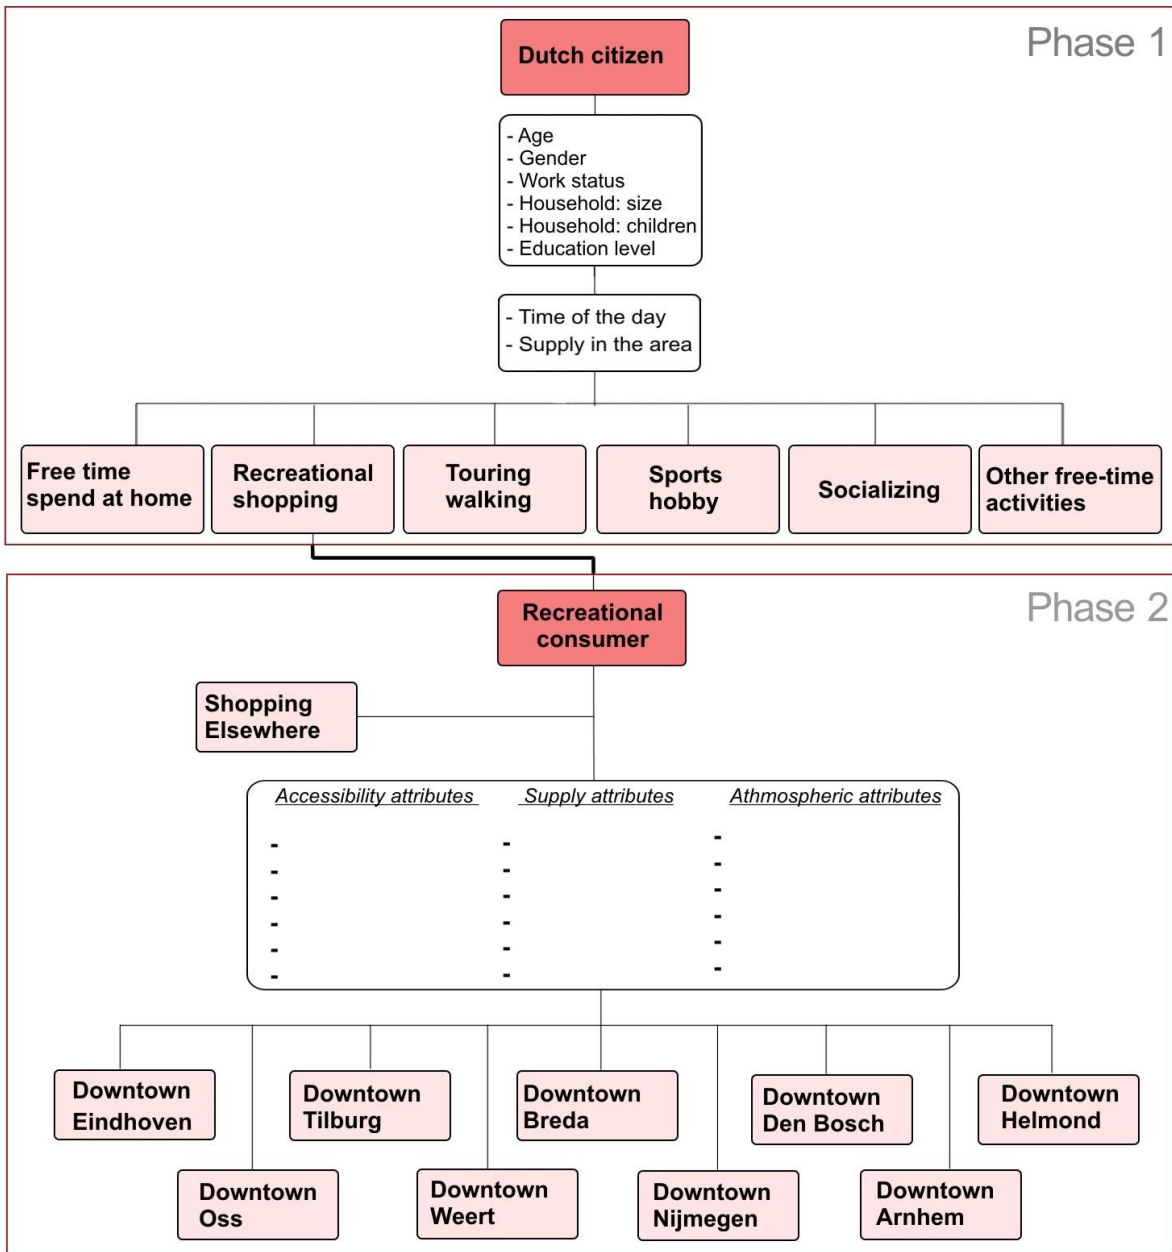 Phase 1
Dutch citizen
- Age
- Gender
- Work status
- Household: size
- Household: children
- Education level
- Time of the day
- Supply in the area
Free time
spend at home
Recreational
shopping
Touring
walking
Sports
hobby
Socializing
Other free-time
activities
Phase 2
Recreational
consumer
Shopping
Elsewhere
Accessibility attributes
-
-
-
-
-
-
Supply attributes
-
-
-
-
-
-
Athmospheric attributes
-
-
-
-
-
-
Downtown
Eindhoven
Downtown
Tilburg
Downtown
Breda
Downtown
Den Bosch
Downtown
Helmond
Downtown
Oss
Downtown
Weert
Downtown
Nijmegen
Downtown
Arnhem